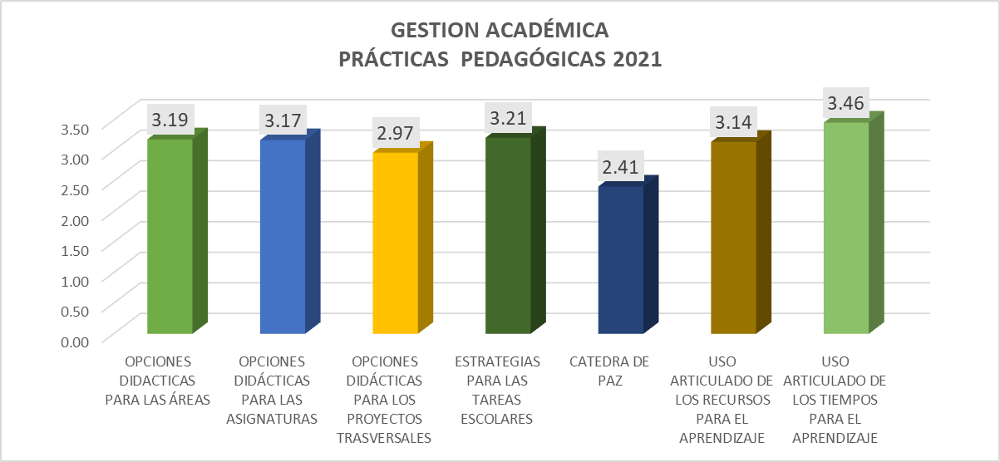 GESTION ACADÉMICA
PRÁCTICAS PEDAGÓGICAS 2021
3.19
3.17
2.97
3.21
2.41
3.14
3.46
3.50
3.00
2.50
2.00
1.50
1.00
0.50
0.00
OPCIONES
DIDACTICAS
PARA LAS ÁREAS
OPCIONES
DIDÁCTICAS
PARA LAS
ASIGNATURAS
OPCIONES
DIDÁCTICAS
PARA LOS
PROYECTOS
TRASVERSALES
ESTRATEGIAS
PARA LAS
TAREAS
ESCOLARES
CATEDRA DE
PAZ
USO
ARTICULADO DE
LOS RECURSOS
PARA EL
APRENDIZAJE
USO
ARTICULADO DE
LOS TIEMPOS
PARA EL
APRENDIZAJE